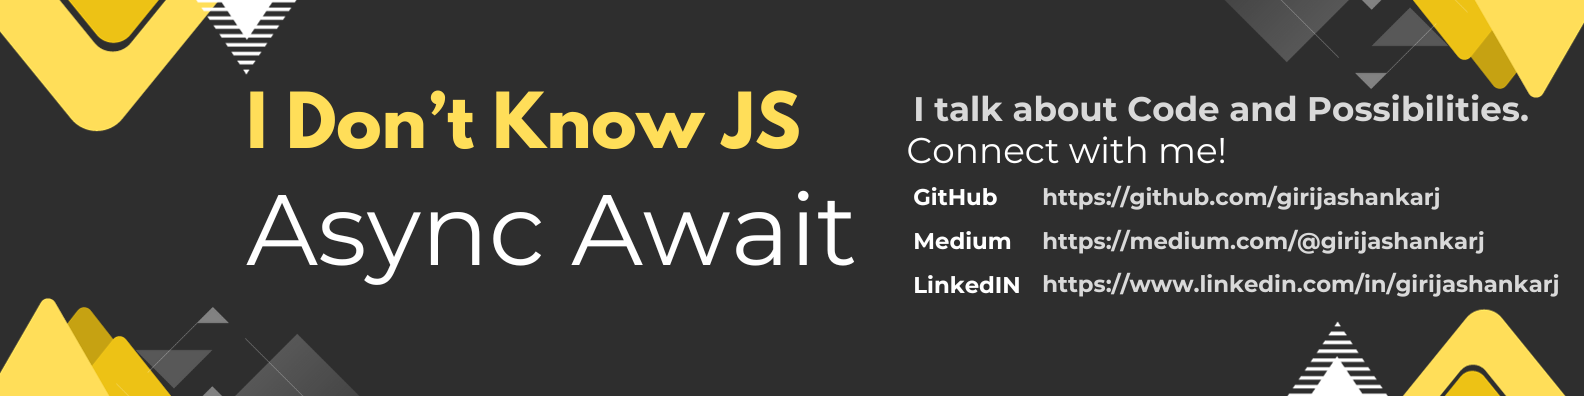 I Don’t Know JS
Async Await
I talk about Code and Possibilities.
Connect with me!
GitHub https://github.com/girijashankarj
Medium https://medium.com/@girijashankarj
LinkedIN https://www.linkedin.com/in/girijashankarj